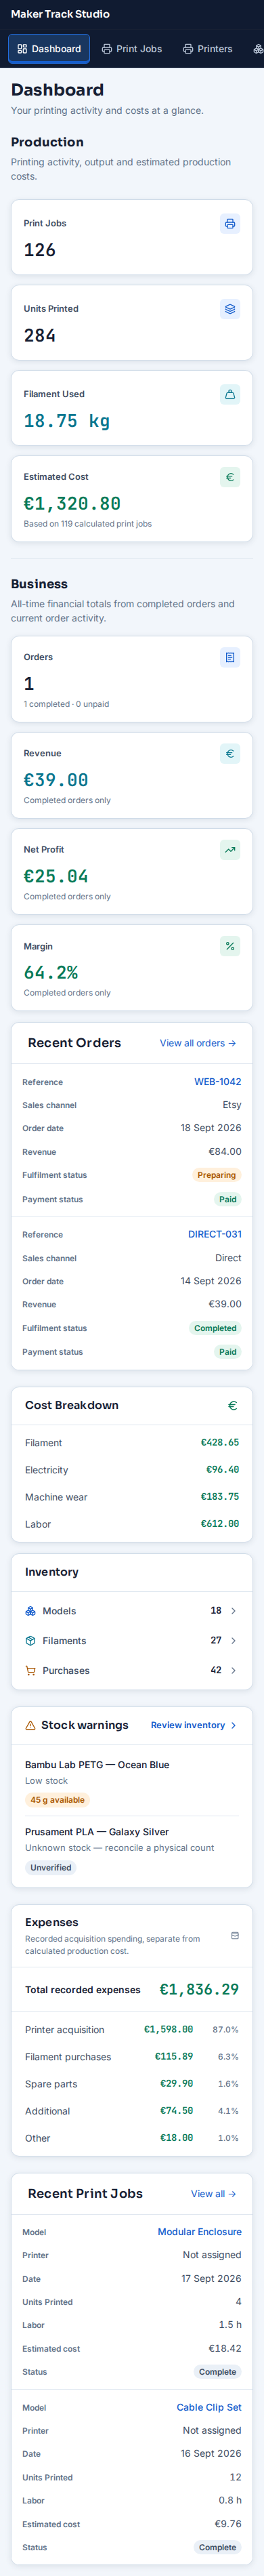 Maker Track Studio
Dashboard
Print Jobs
Printers
Dashboard
Your printing activity and costs at a glance.
Production
Printing activity, output and estimated production
costs.
Print Jobs
126
Units Printed
284
Filament Used
18.75 kg
Estimated Cost
€1,320.80
Based on 119 calculated print jobs
Business
All-time financial totals from completed orders and
current order activity.
Orders
1
1 completed · 0 unpaid
Revenue
€39.00
Completed orders only
Net Profit
€25.04
Completed orders only
Margin
64.2%
Completed orders only
Recent Orders View all orders →
Reference WEB-1042
Sales channel Etsy
Order date 18 Sept 2026
Revenue €84.00
Fulfilment status Preparing
Payment status Paid
Reference DIRECT-031
Sales channel Direct
Order date 14 Sept 2026
Revenue €39.00
Fulfilment status Completed
Payment status Paid
Cost Breakdown €
Filament €428.65
Electricity €96.40
Machine wear €183.75
Labor €612.00
Inventory
Models 18
Filaments 27
Purchases 42
Stock warnings Review inventory
Bambu Lab PETG — Ocean Blue
Low stock
45 g available
Prusament PLA — Galaxy Silver
Unknown stock — reconcile a physical count
Unverified
Expenses
Recorded acquisition spending, separate from
calculated production cost.
Total recorded expenses €1,836.29
Printer acquisition €1,598.00 87.0%
Filament purchases €115.89 6.3%
Spare parts €29.90 1.6%
Additional €74.50 4.1%
Other €18.00 1.0%
Recent Print Jobs View all →
Model Modular Enclosure
Printer Not assigned
Date 17 Sept 2026
Units Printed 4
Labor 1.5 h
Estimated cost €18.42
Status Complete
Model Cable Clip Set
Printer Not assigned
Date 16 Sept 2026
Units Printed 12
Labor 0.8 h
Estimated cost €9.76
Status Complete